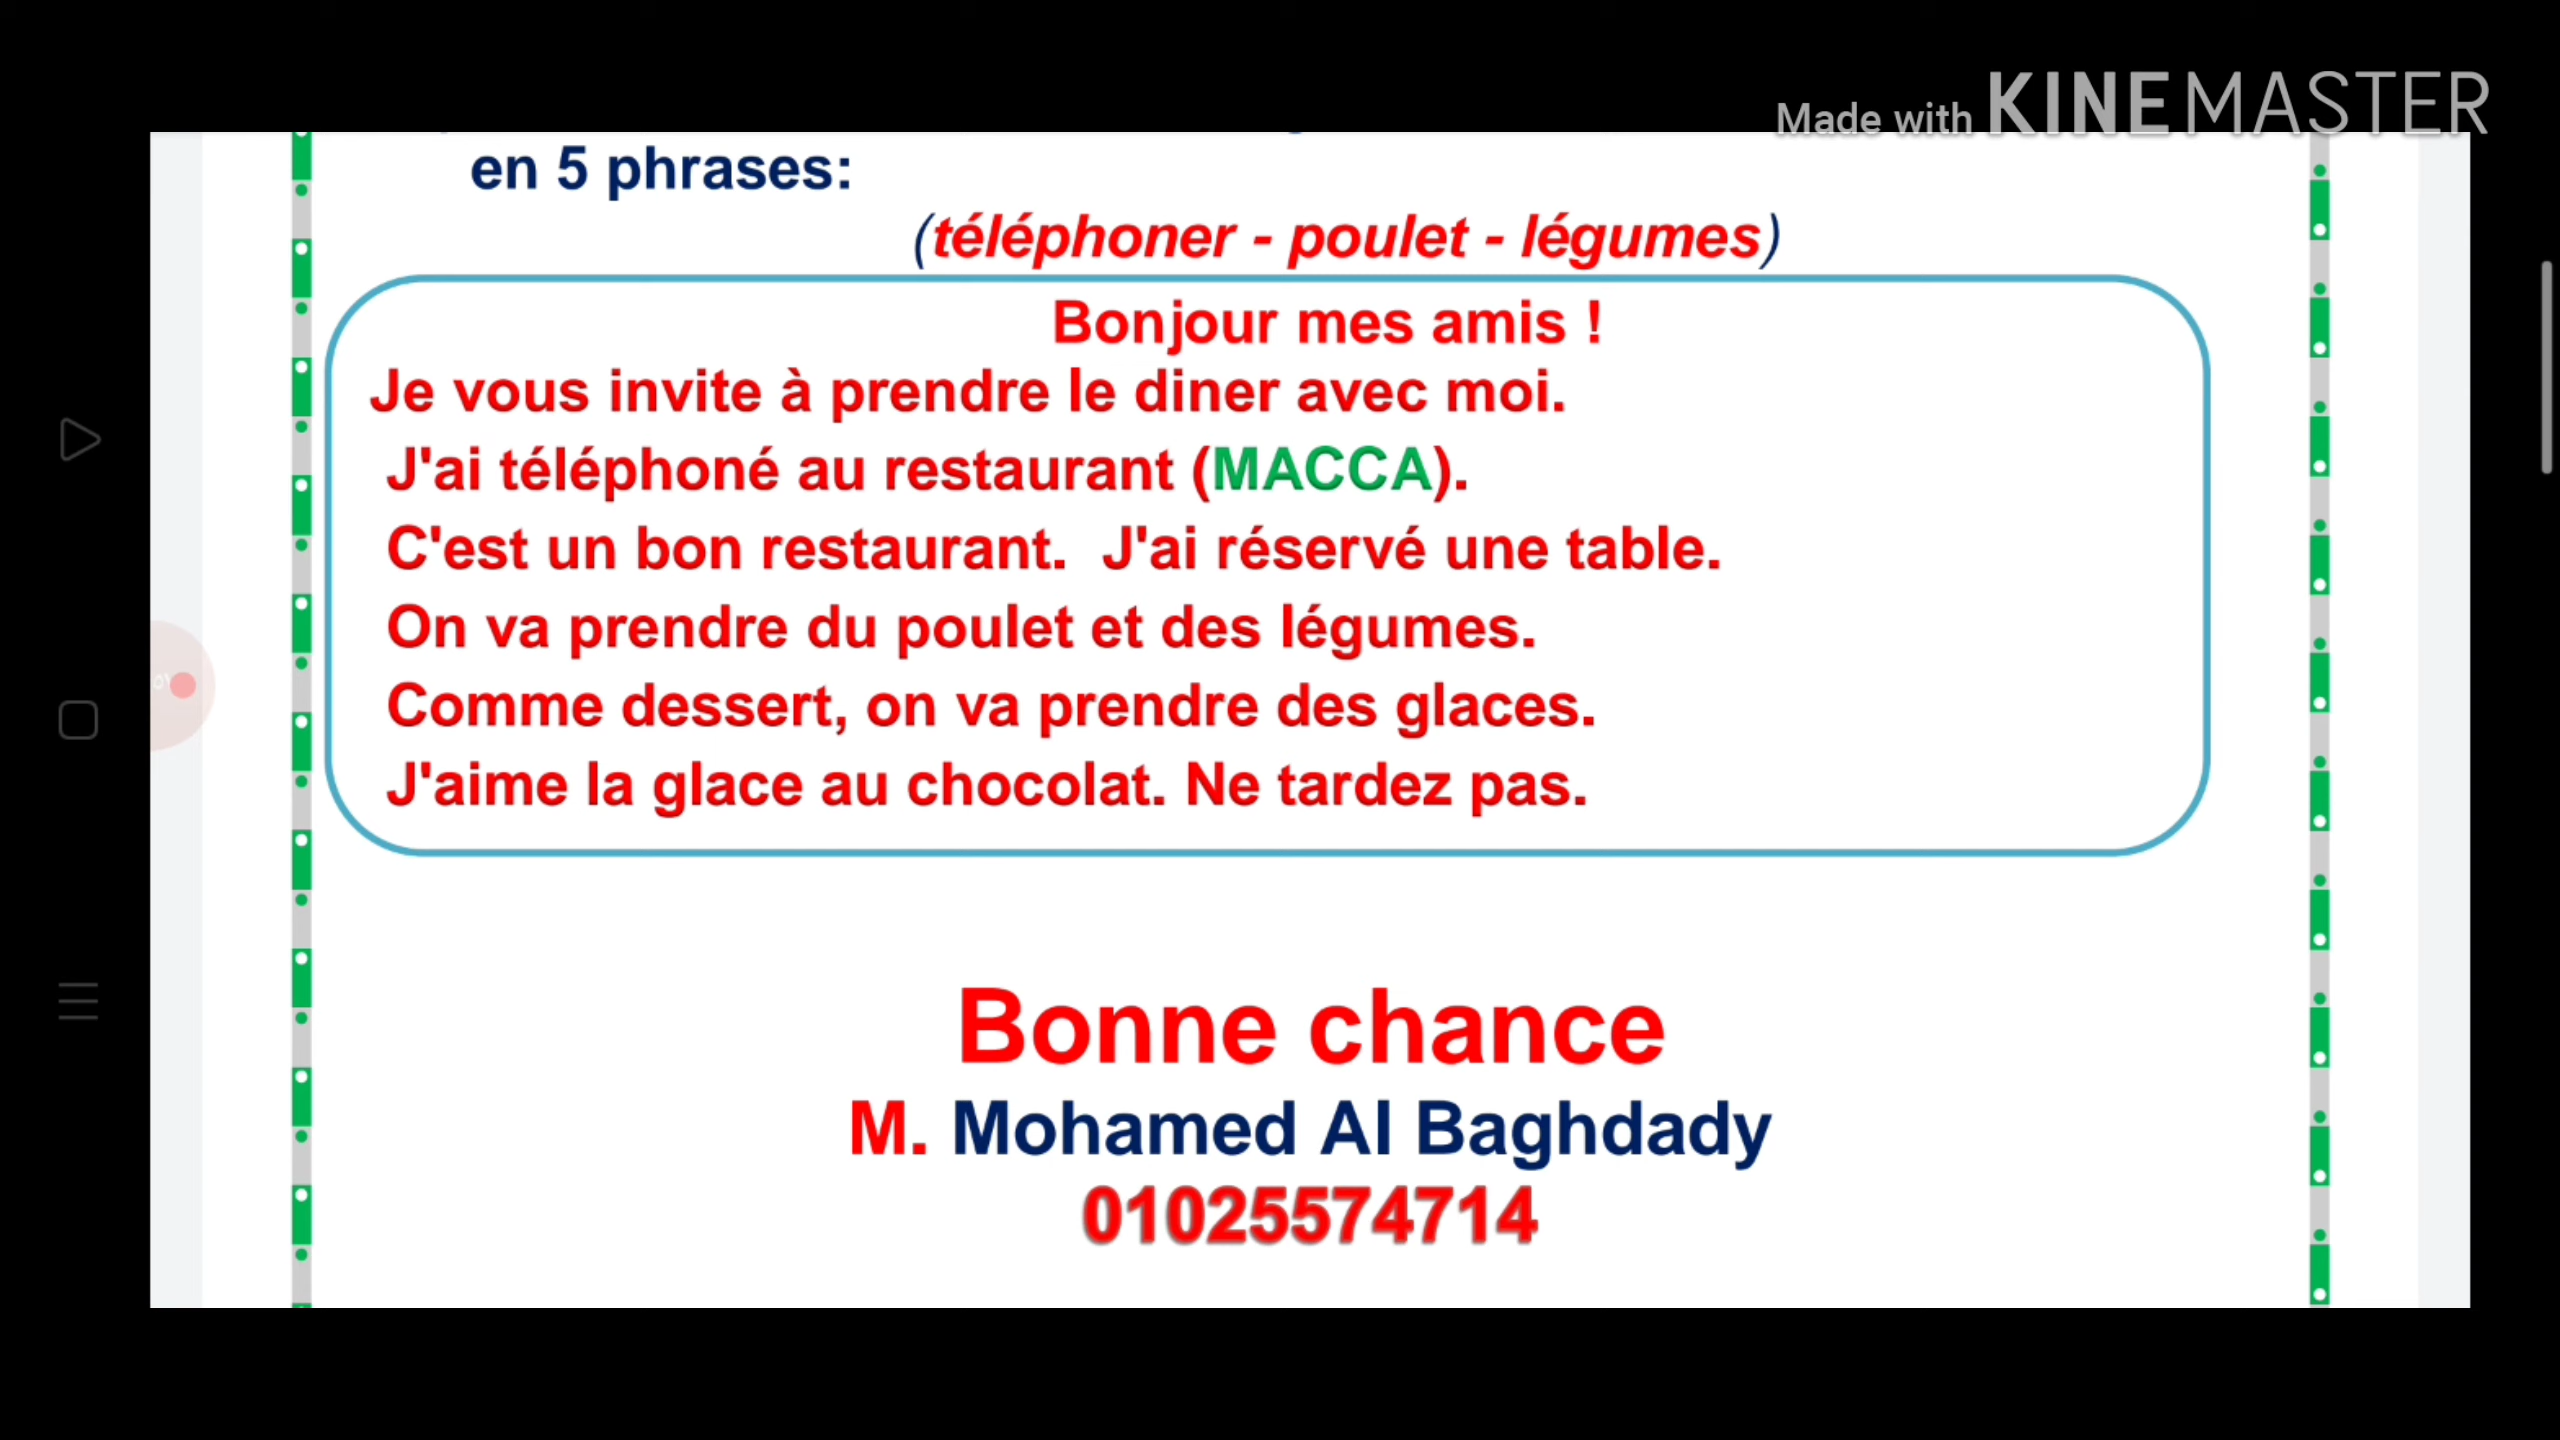 Made with KINEMASTER
en 5 phrases:
(téléphoner - poulet - légumes)
Bonjour mes amis !
Je vous invite à prendre le diner avec moi.
J'ai téléphoné au restaurant (MACCA).
C'est un bon restaurant.  J'ai réservé une table.
On va prendre du poulet et des légumes.
Comme dessert, on va prendre des glaces.
J'aime la glace au chocolat. Ne tardez pas.
Bonne chance
M. Mohamed Al Baghdady
01025574714